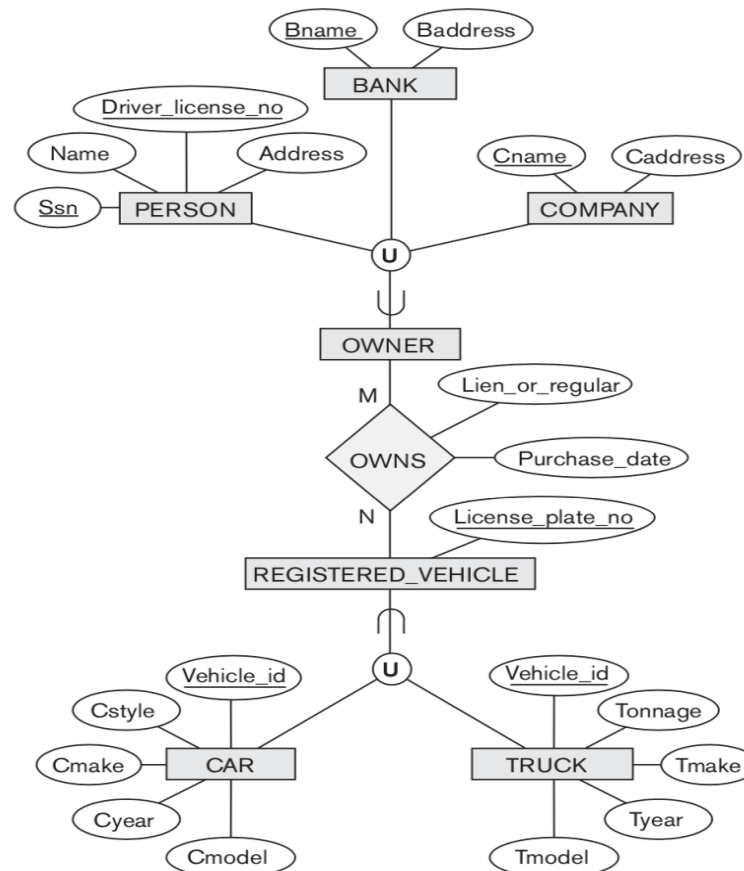 Bname
Baddress
BANK
Driver_license_no
Name
Address
Cname
Caddress
Ssn
PERSON
COMPANY
U
OWNER
M
Lien_or_regular
OWNS
Purchase_date
N
License_plate_no
REGISTERED_VEHICLE
U
Vehicle_id
Vehicle_id
Cstyle
Tonnage
Cmake
CAR
TRUCK
Tmake
Cyear
Tyear
Cmodel
Tmodel